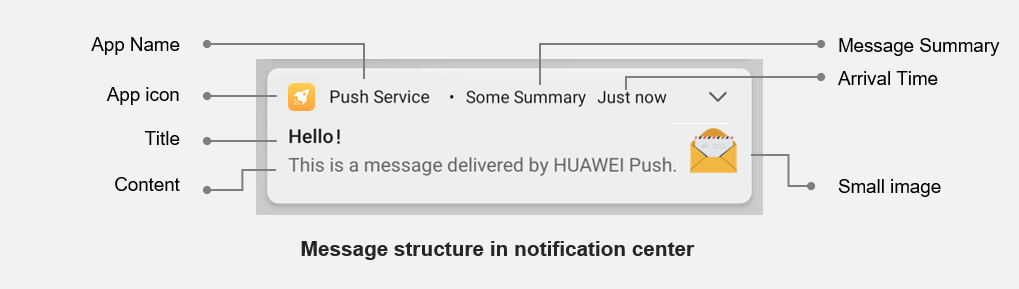 App Name
Message Summary
Arrival Time
App icon
Push Service • Some Summary Just now
Title
Hello!
Content
This is a message delivered by HUAWEI Push.
Small image
Message structure in notification center